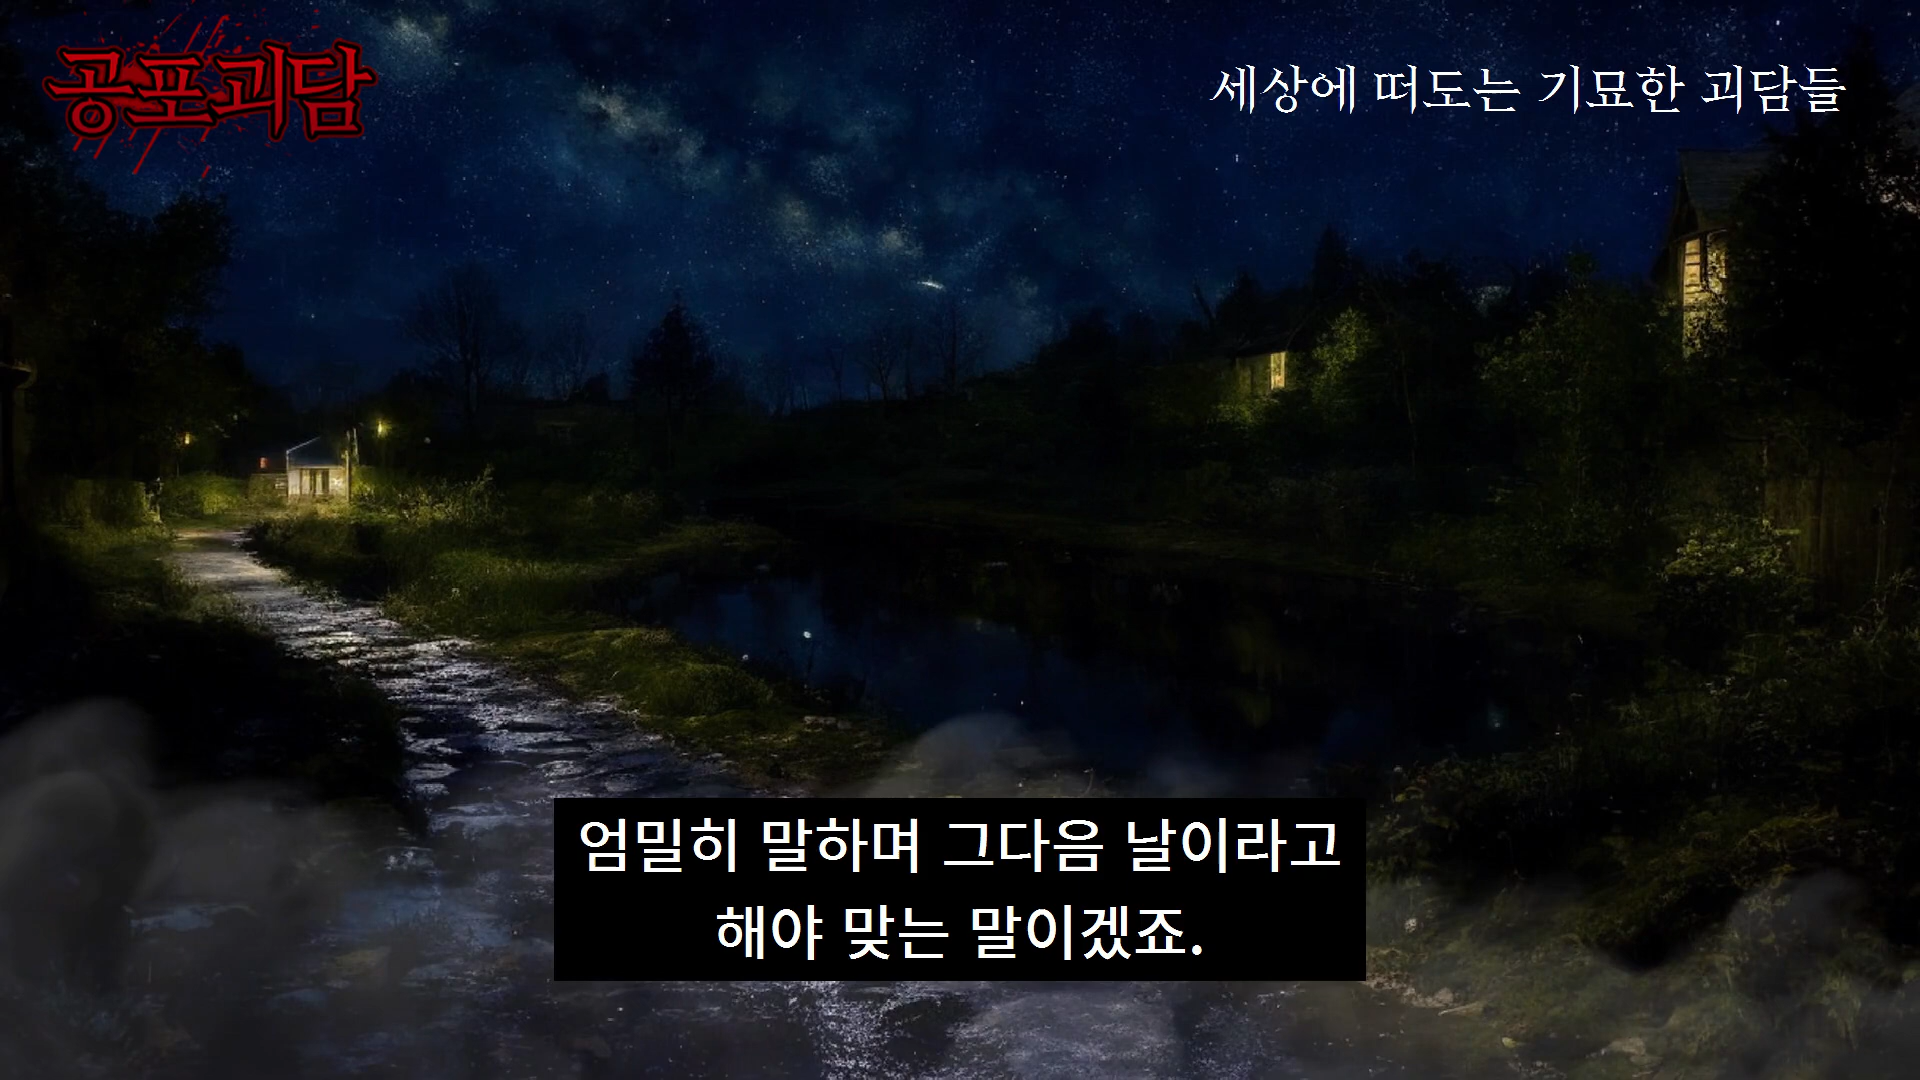 공포괴담
세상에 떠도는 기묘한 괴담들
엄밀히 말하며 그다음 날이라고
해야 맞는 말이겠죠.